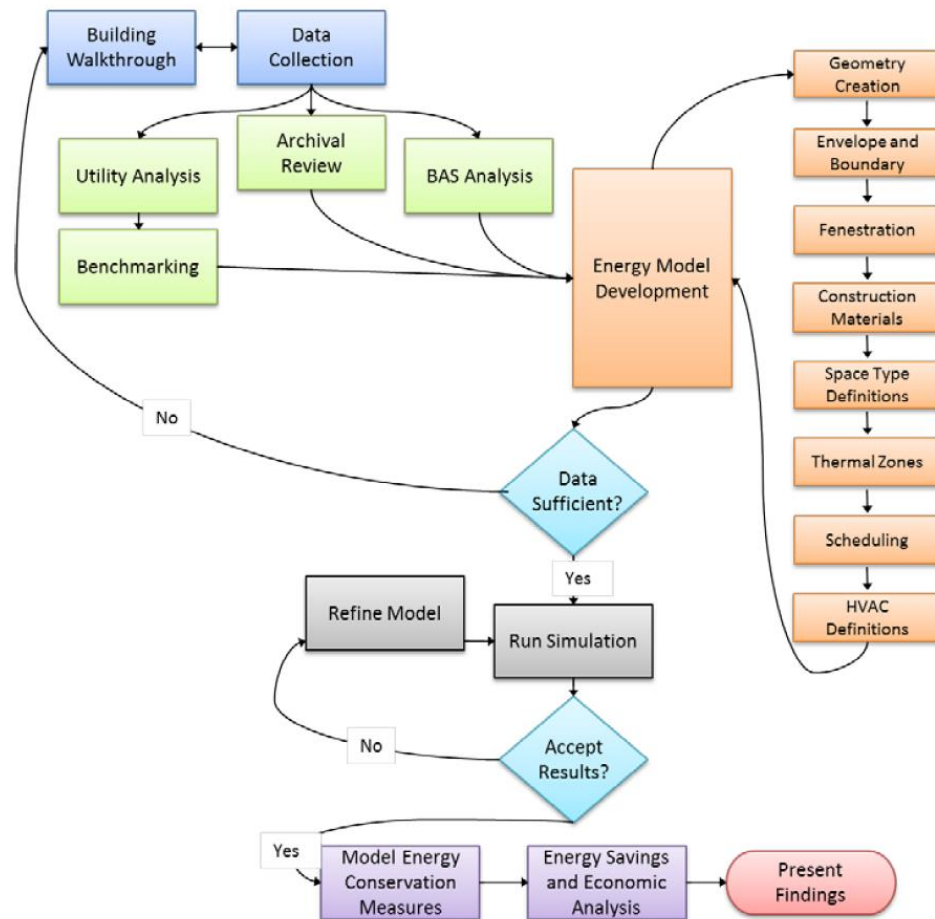 Building
Walkthrough
Data
Collection
Utility Analysis
Archival
Review
BAS Analysis
Benchmarking
Energy Model
Development
Geometry
Creation
Envelope and
Boundary
Fenestration
Construction
Materials
Space Type
Definitions
Thermal Zones
Scheduling
HVAC
Definitions
No
Data
Sufficient?
Yes
Refine Model
Run Simulation
No
Accept
Results?
Yes
Model Energy
Conservation
Measures
Energy Savings
and Economic
Analysis
Present
Findings